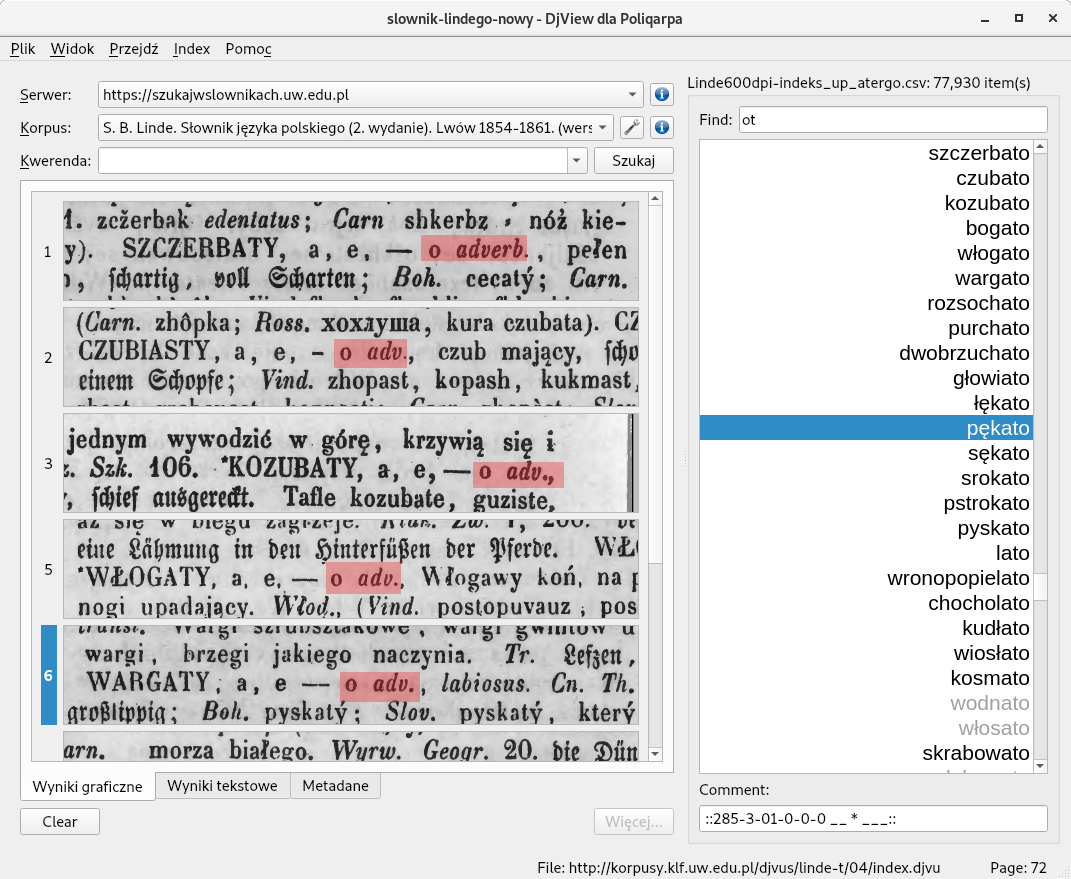 slownik-lindego-nowy - DjView dla Poliqarpa
Plik Widok Przejdź Index Pomoc
Serwer: https://szukajwslownikach.uw.edu.pl
Korpus: S. B. Linde. Słownik języka polskiego (2. wydanie). Lwów 1854-1861. (wers
Kwerenda: Szukaj
1
zczěrbak edentatus; Carn shkerbz - nóż kie-
y). SZCZERBATY, a, e, — o adverb., pełen
schartig, voll Scharten; Boh. cecatý; Carn.
2
(Carn. zhôpka; Ross. хохлуша, kura czubata). CZ
CZUBIASTY, a, e, - o adv., czub mający, scho
einem Schopfe; Vind. zhopast, kopash, kukmast,
3
jednym wywodzić w górę, krzywią się i
z. Szk. 106. *KOZUBATY, a, e, — o adv.,
schief ausgereckt. Tafle kozubate, guziste,
5
eine Lähmung in den Hinterfüßen der Pferde. WŁO
*WŁOGATY, a, e, — o adv., Włogawy koń, na p
nogi upadający. Włod., (Vind. postopuvauz, pos
6
wargi, brzegi jakiego naczynia. Tr. Lefzen,
WARGATY, a, e — o adv., labiosus. Cn. Th.
großlippig; Boh. pyskatý; Slov. pyskatý, który
arn. morza białego. Wyrw. Geogr. 20. die Dün
Wyniki graficzne Wyniki tekstowe Metadane
Clear Więcej...
Linde600dpi-indeks_up_atergo.csv: 77,930 item(s)
Find: ot
szczerbato
czubato
kozubato
bogato
włogato
wargato
rozsochato
purchato
dwobrzuchato
głowiato
łękato
pękato
sękato
srokato
pstrokato
pyskato
lato
wronopopielato
chocholato
kudłato
wiosłato
kosmato
wodnato
włosato
skrabowato
Comment:
::285-3-01-0-0-0 _ _ * _ _ _::
File: http://korpusy.klf.uw.edu.pl/djvus/linde-t/04/index.djvu Page: 72